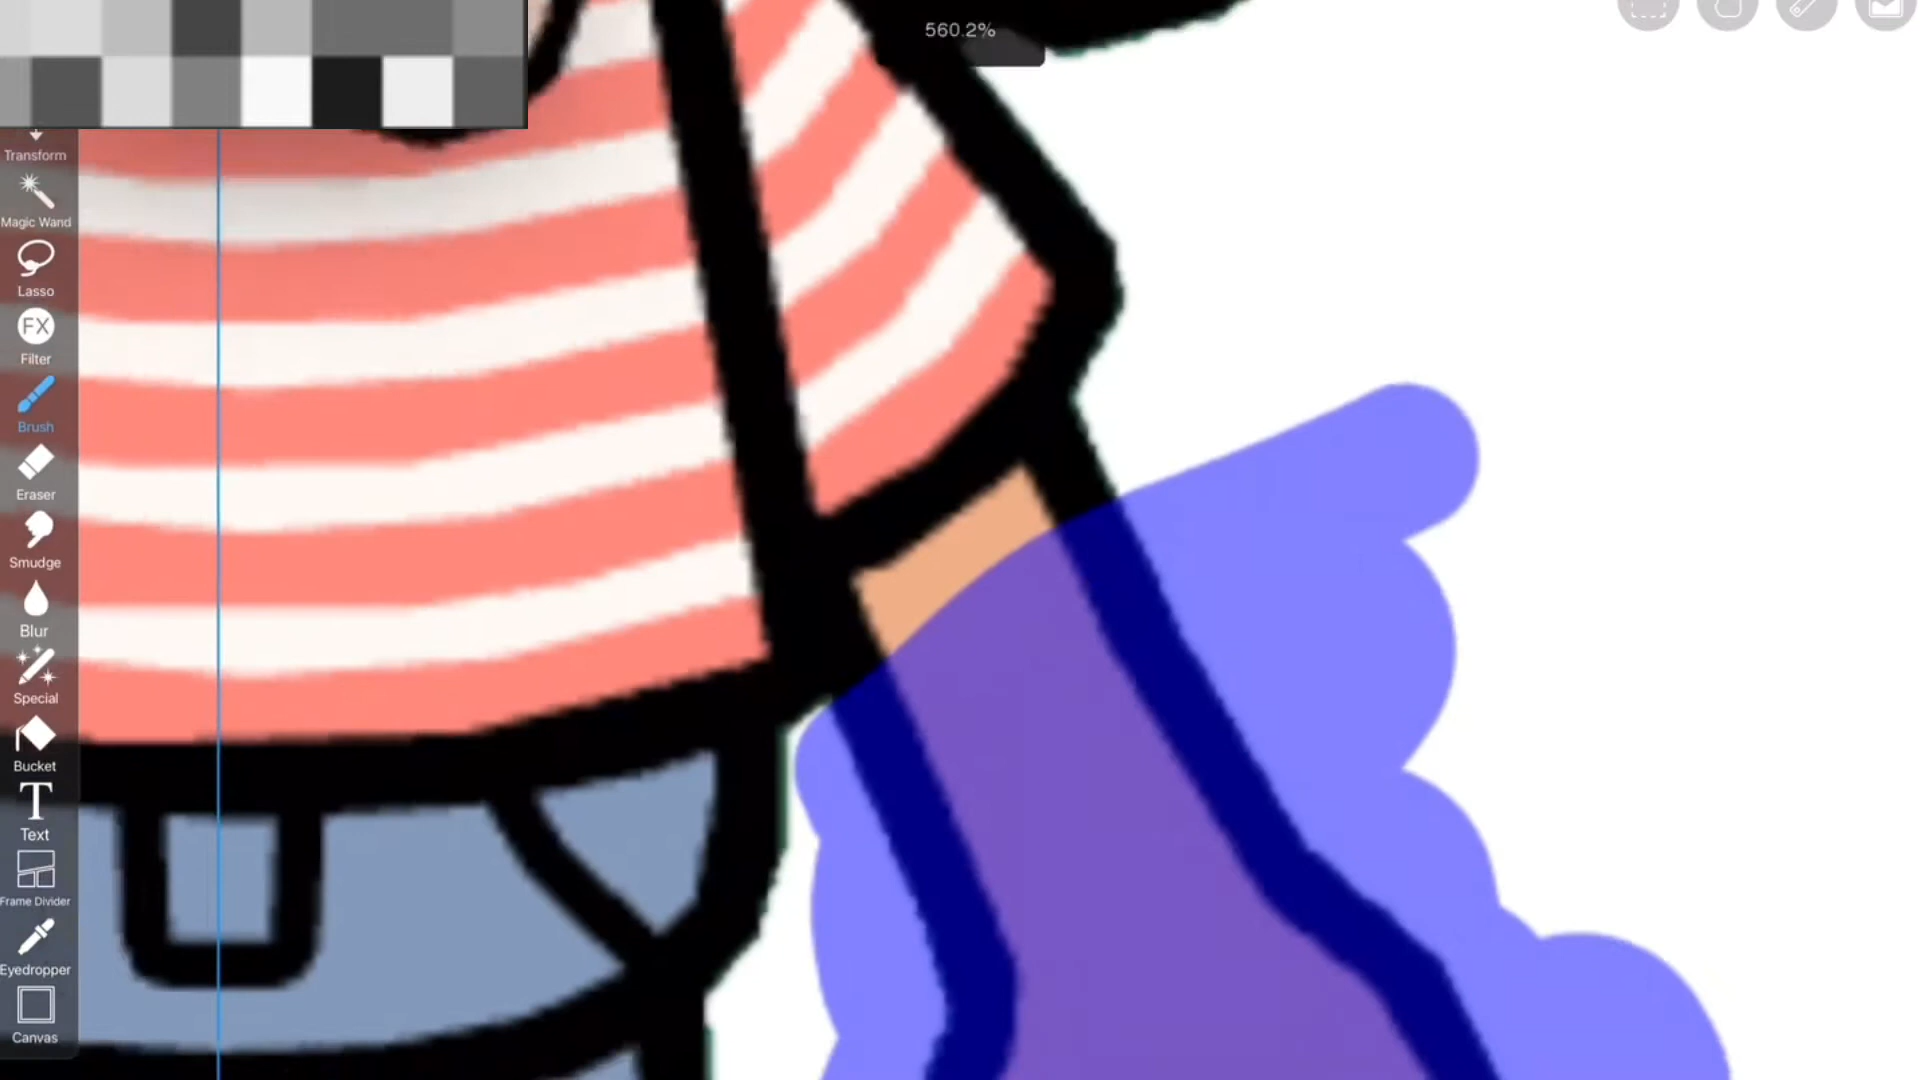 560.2%
Transform
Magic Wand
Lasso
FX
Filter
Brush
Eraser
Smudge
Blur
Special
Bucket
T
Text
Frame Divider
Eyedropper
Canvas